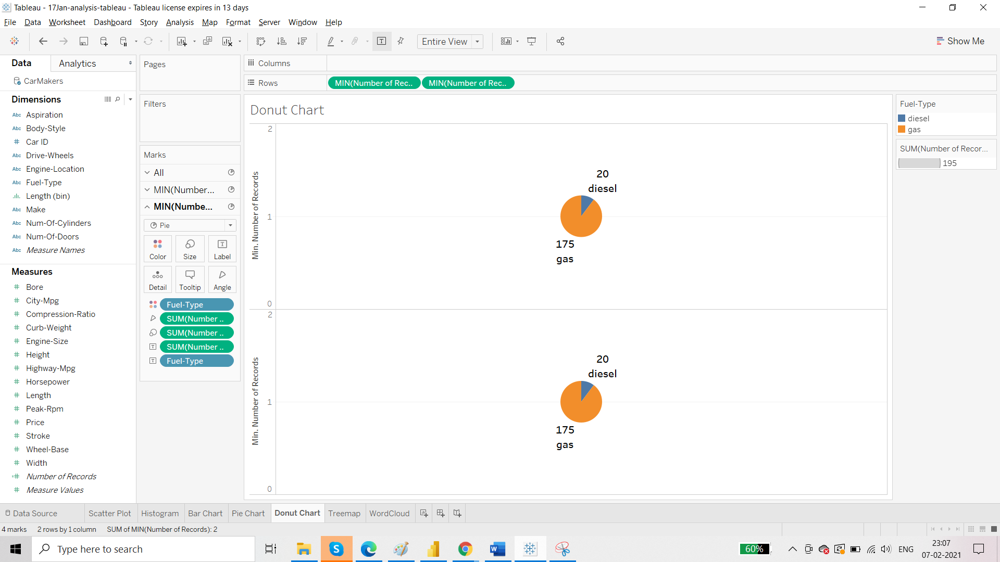 Tableau - 17Jan-analysis-tableau - Tableau license expires in 13 days
File Data Worksheet Dashboard Story Analysis Map Format Server Window Help
Entire View
Show Me
Data Analytics
CarMakers
Dimensions
Abc Aspiration
Abc Body-Style
Car ID
Abc Drive-Wheels
Abc Engine-Location
Abc Fuel-Type
Length (bin)
Abc Make
Abc Num-Of-Cylinders
Abc Num-Of-Doors
Abc Measure Names
Measures
Bore
City-Mpg
Compression-Ratio
Curb-Weight
Engine-Size
Height
Highway-Mpg
Horsepower
Length
Peak-Rpm
Price
Stroke
Wheel-Base
Width
Number of Records
Measure Values
Pages
Filters
Marks
All
MIN(Number...
MIN(Numbe...
Pie
Color Size Label
Detail Tooltip Angle
Fuel-Type
SUM(Number ..
SUM(Number ..
SUM(Number ..
Fuel-Type
Columns
Rows MIN(Number of Rec.. MIN(Number of Rec..
Donut Chart
2
1
0
Min. Number of Records
20
diesel
175
gas
2
1
0
Min. Number of Records
20
diesel
175
gas
Fuel-Type
diesel
gas
SUM(Number of Recor...
195
Data Source Scatter Plot Histogram Bar Chart Pie Chart Donut Chart Treemap WordCloud
4 marks 2 rows by 1 column SUM of MIN(Number of Records): 2
Type here to search
60%
ENG
23:07
07-02-2021